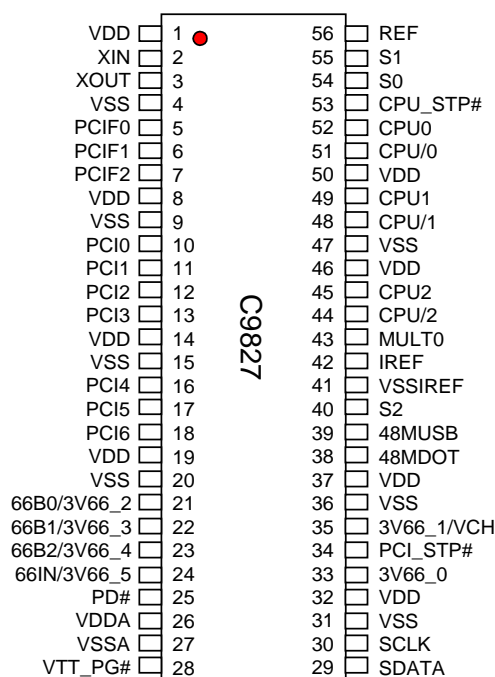 VDD 1 56 REF
XIN 2 55 S1
XOUT 3 54 S0
VSS 4 53 CPU_STP#
PCIF0 5 52 CPU0
PCIF1 6 51 CPU/0
PCIF2 7 50 VDD
VDD 8 49 CPU1
VSS 9 48 CPU/1
PCI0 10 47 VSS
PCI1 11 46 VDD
PCI2 12 45 CPU2
PCI3 13 44 CPU/2
VDD 14 43 MULT0
VSS 15 42 IREF
PCI4 16 41 VSSIREF
PCI5 17 40 S2
PCI6 18 39 48MUSB
VDD 19 38 48MDOT
VSS 20 37 VDD
66B0/3V66_2 21 36 VSS
66B1/3V66_3 22 35 3V66_1/VCH
66B2/3V66_4 23 34 PCI_STP#
66IN/3V66_5 24 33 3V66_0
PD# 25 32 VDD
VDDA 26 31 VSS
VSSA 27 30 SCLK
VTT_PG# 28 29 SDATA
C9827